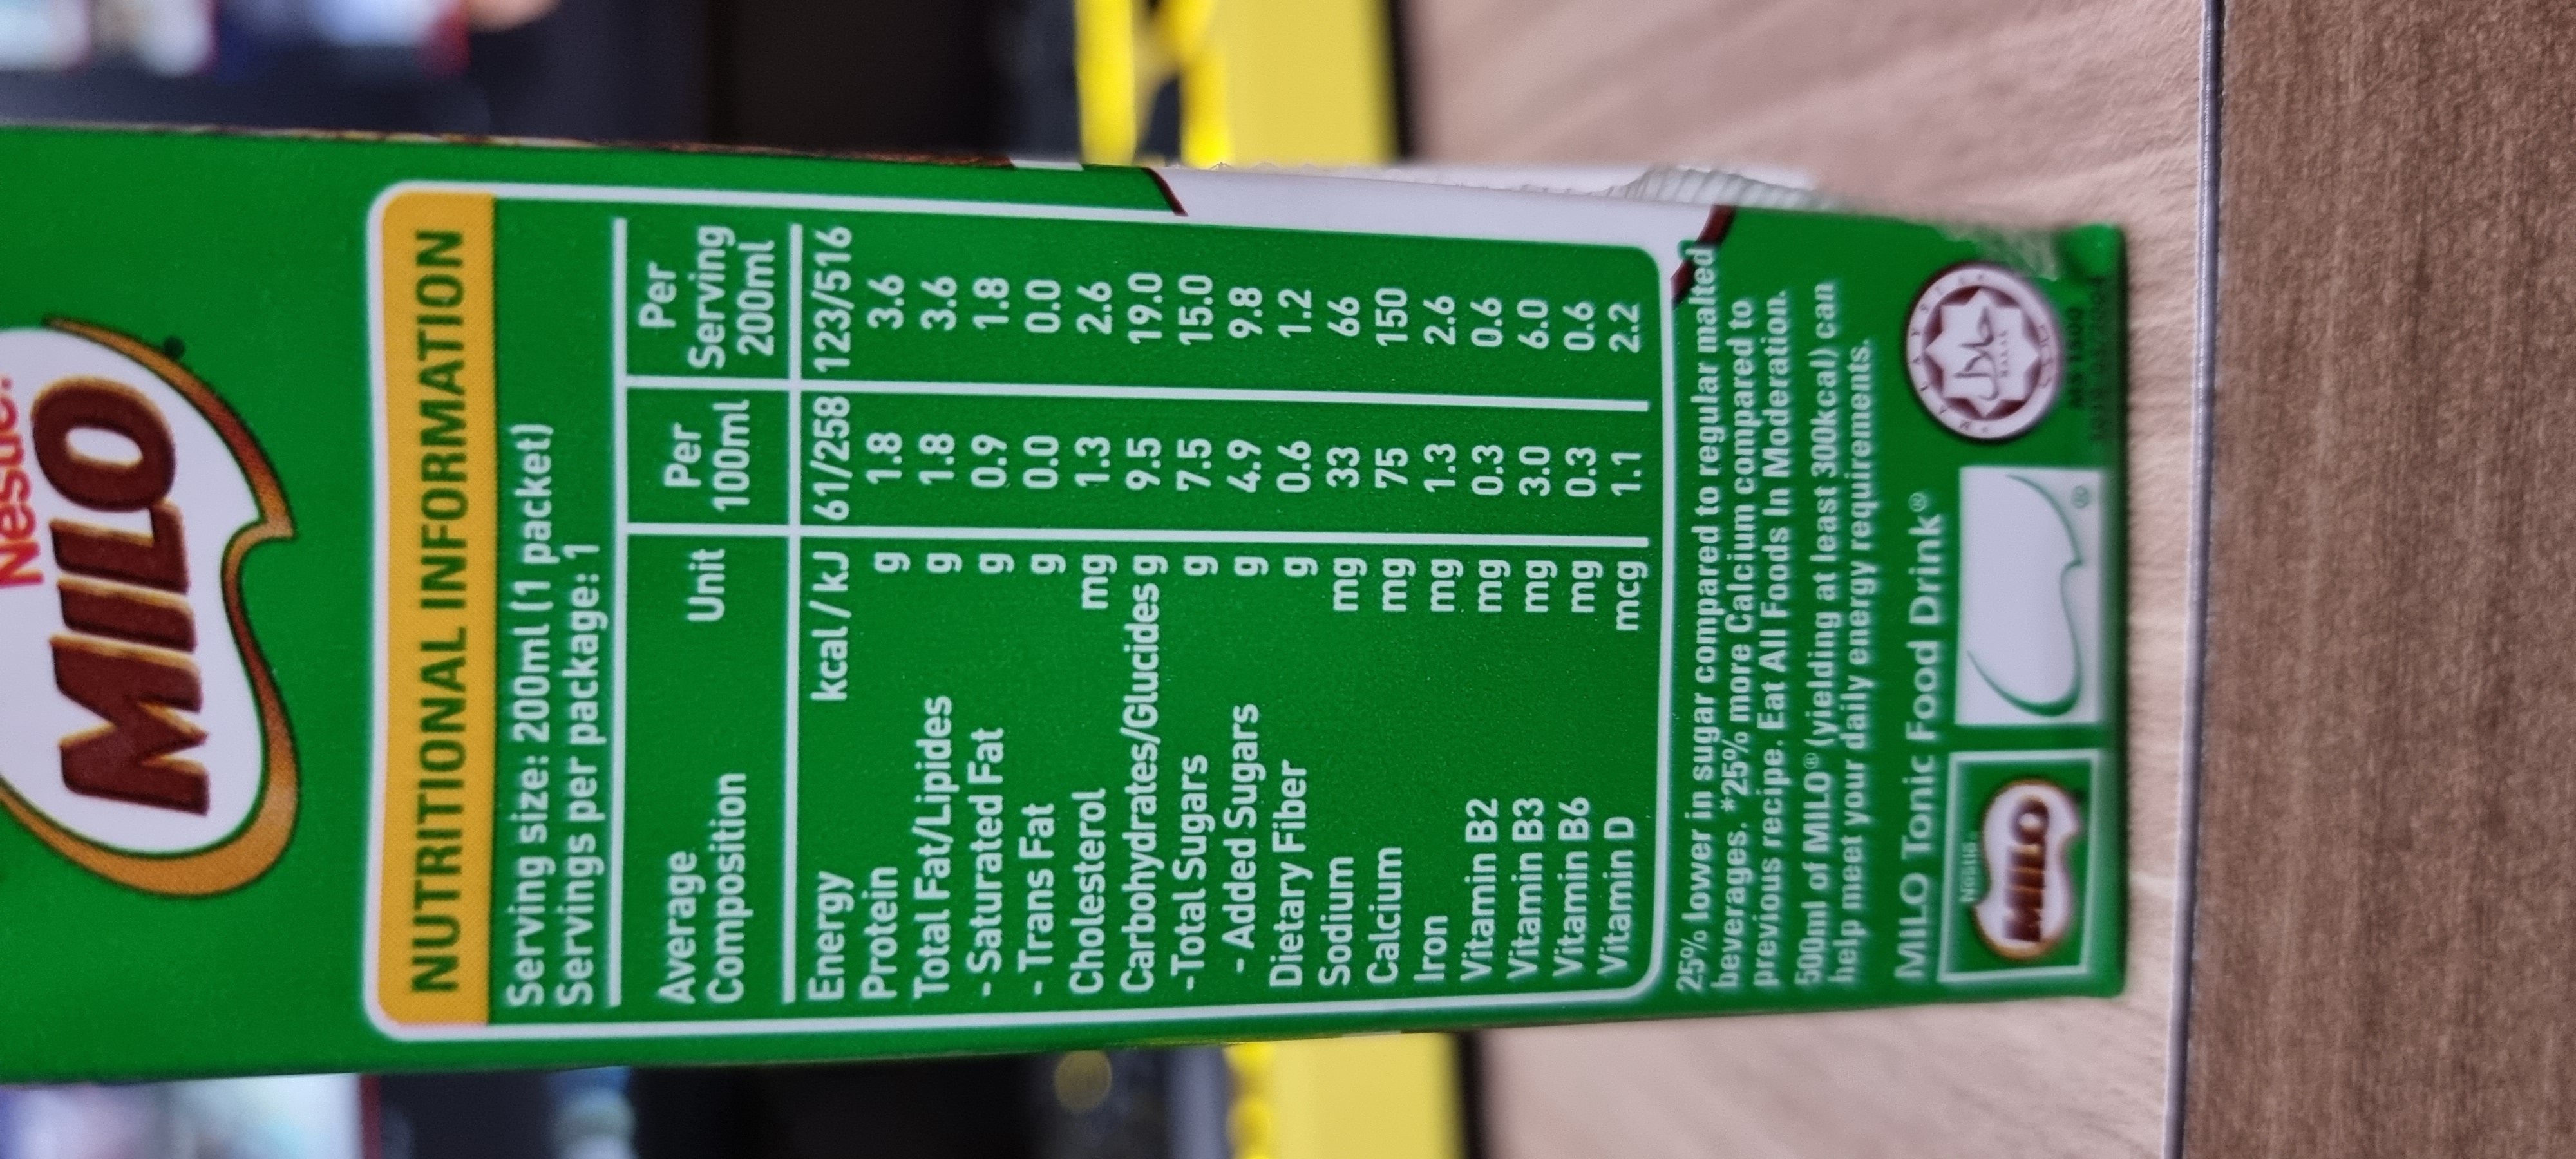 Nestlé.
MILO
NUTRITIONAL INFORMATION
Serving size: 200ml (1 packet)
Servings per package: 1
Average Composition Unit Per 100ml Per Serving 200ml
Energy kcal / kJ 61/258 123/516
Protein g 1.8 3.6
Total Fat/Lipides g 1.8 3.6
- Saturated Fat g 0.9 1.8
- Trans Fat g 0.0 0.0
Cholesterol mg 1.3 2.6
Carbohydrates/Glucides g 9.5 19.0
-Total Sugars g 7.5 15.0
- Added Sugars g 4.9 9.8
Dietary Fiber g 0.6 1.2
Sodium mg 33 66
Calcium mg 75 150
Iron mg 1.3 2.6
Vitamin B2 mg 0.3 0.6
Vitamin B3 mg 3.0 6.0
Vitamin B6 mg 0.3 0.6
Vitamin D mcg 1.1 2.2
25% lower in sugar compared to regular malted
beverages. *25% more Calcium compared to
previous recipe. Eat All Foods In Moderation.
500ml of MILO® (yielding at least 300kcal) can
help meet your daily energy requirements.
MILO Tonic Food Drink®
Nestlé
MILO
®
MALAYSIA
حلال
HALAL
MS 1500